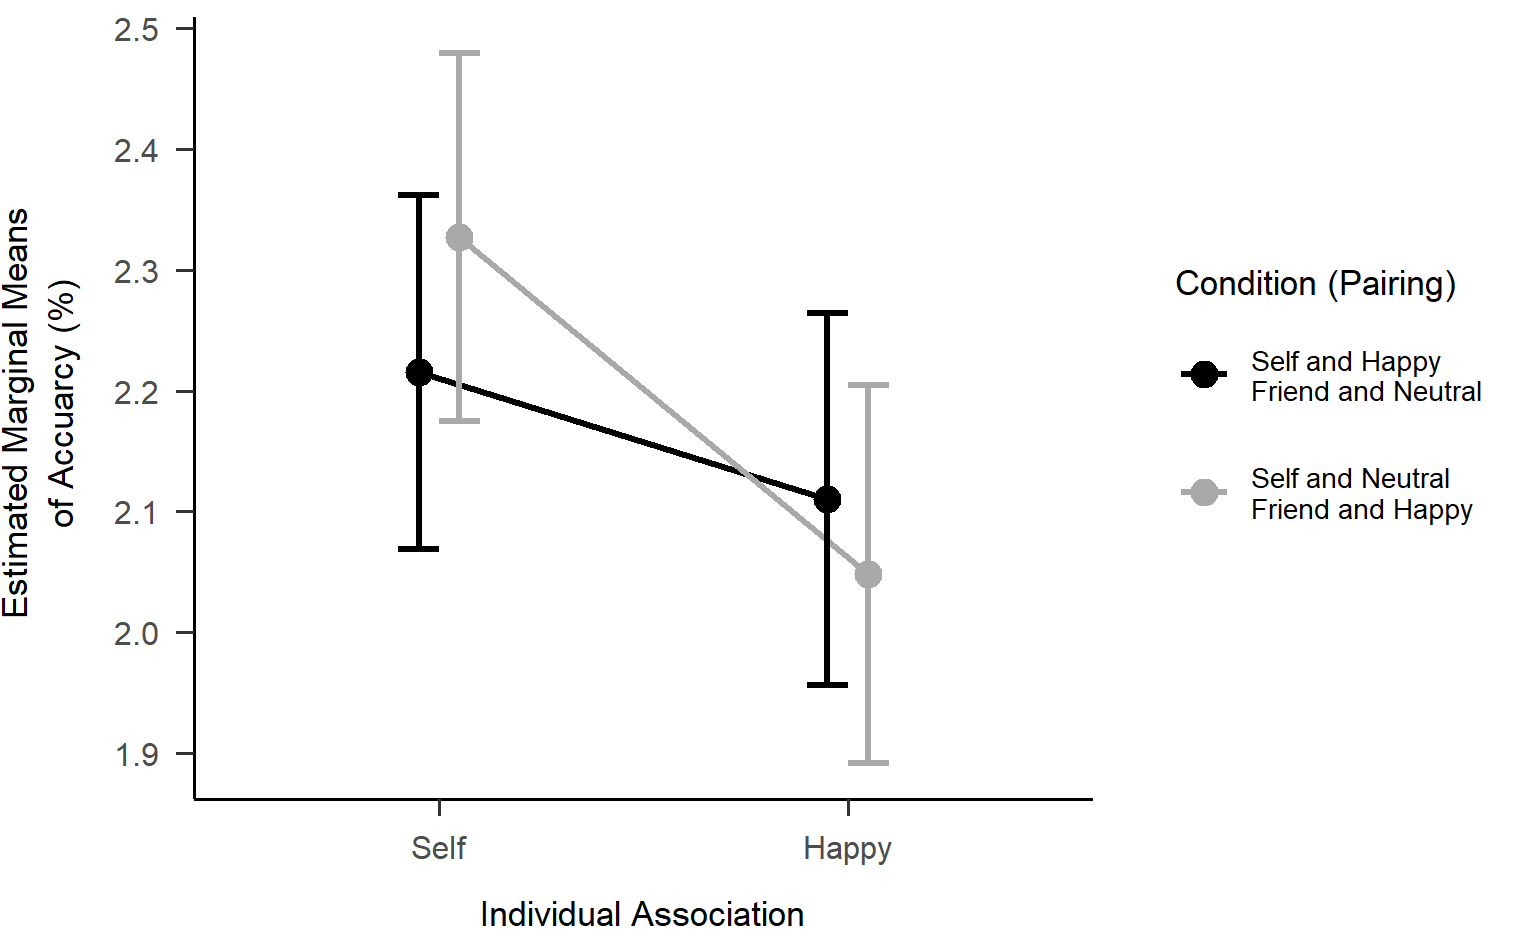 Estimated Marginal Means
of Accuarcy (%)
2.5
2.4
2.3
2.2
2.1
2.0
1.9
Self
Happy
Individual Association
Condition (Pairing)
Self and Happy
Friend and Neutral
Self and Neutral
Friend and Happy